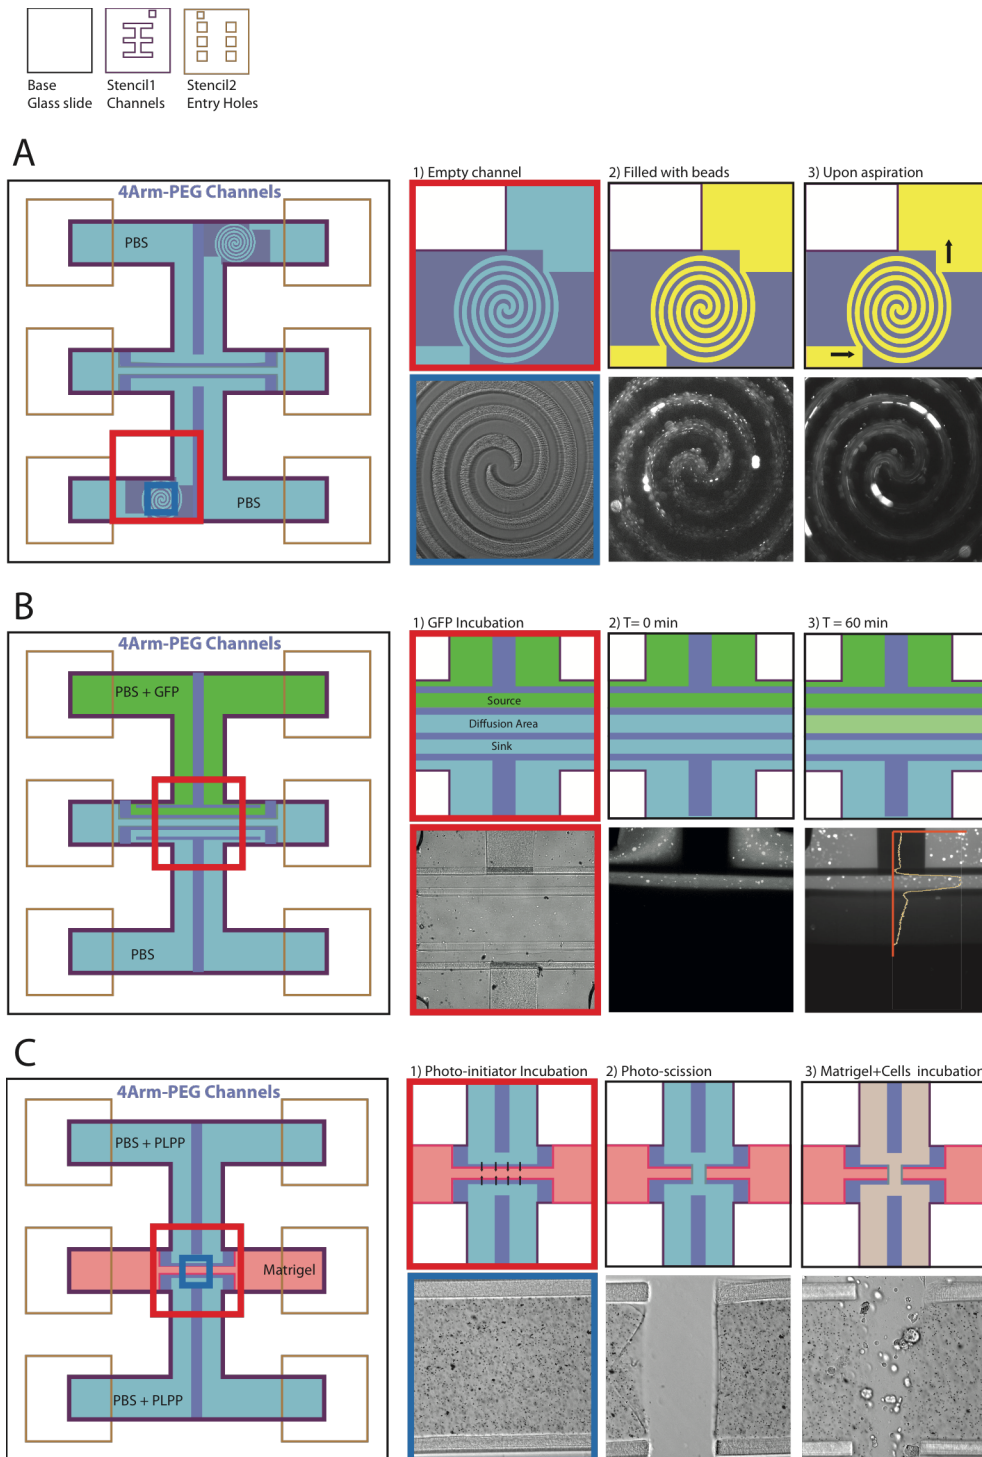 Base
Glass slide
Stencil1
Channels
Stencil2
Entry Holes
A
4Arm-PEG Channels
PBS
PBS
1) Empty channel
2) Filled with beads
3) Upon aspiration
B
4Arm-PEG Channels
PBS + GFP
PBS
1) GFP Incubation
2) T= 0 min
3) T = 60 min
Source
Diffusion Area
Sink
C
4Arm-PEG Channels
PBS + PLPP
Matrigel
PBS + PLPP
1) Photo-initiator Incubation
2) Photo-scission
3) Matrigel+Cells incubation